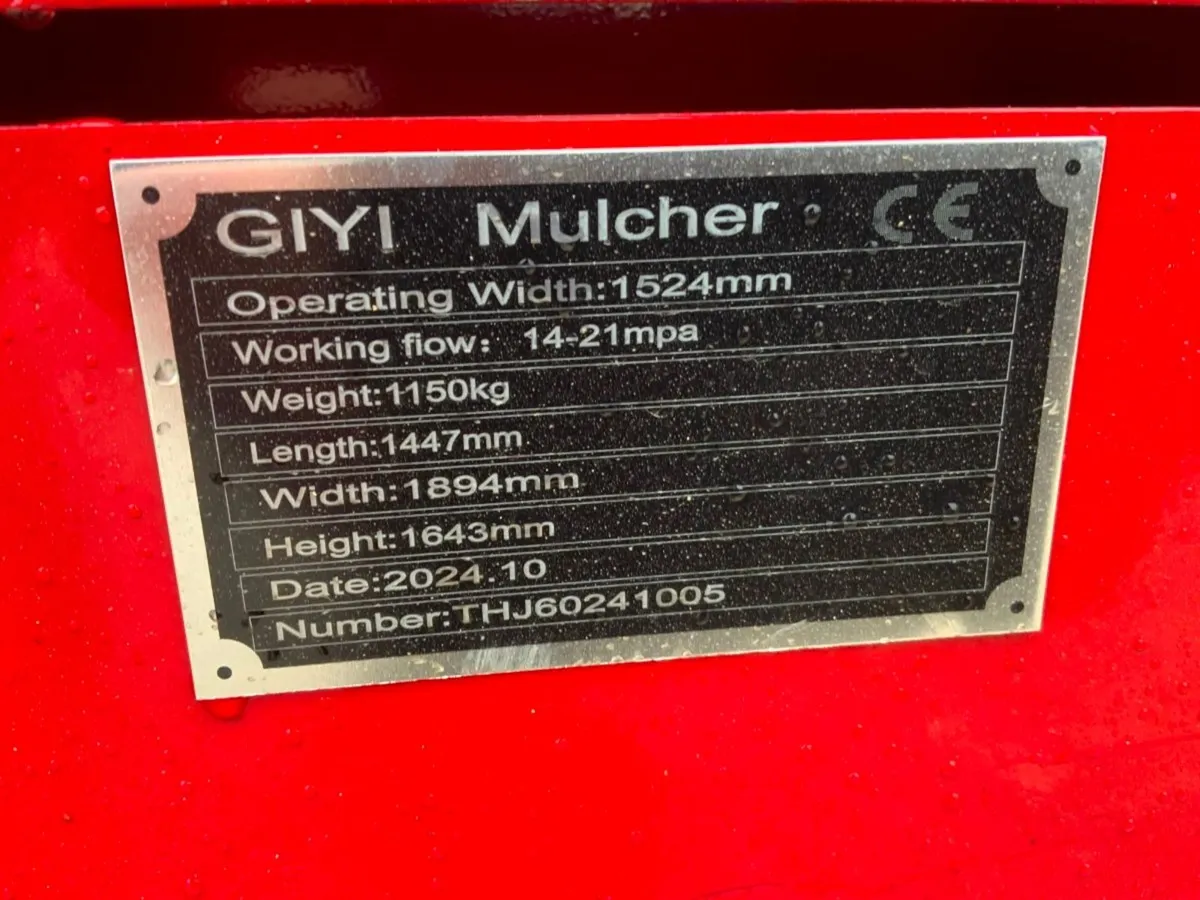 GIYI Mulcher CE
Operating Width:1524mm
Working fiow: 14-21mpa
Weight:1150kg
Length:1447mm
Width:1894mm
Height:1643mm
Date:2024.10
Number:THJ60241005